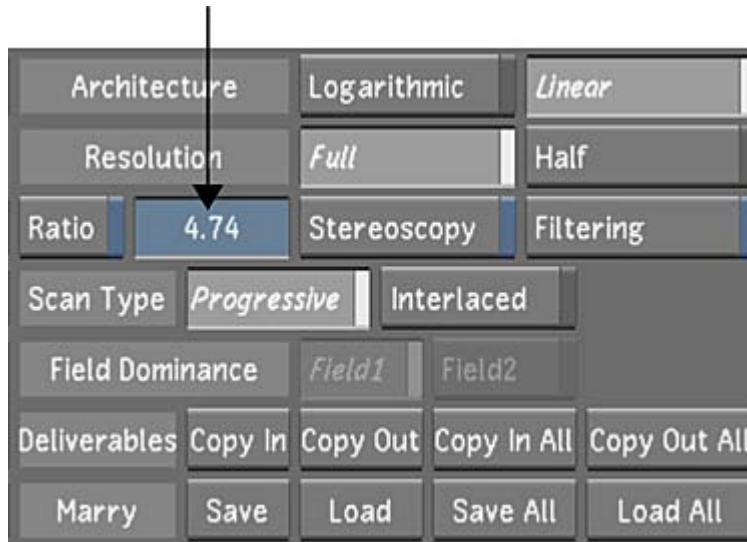 Architecture Logarithmic Linear
Resolution Full Half
Ratio 4.74 Stereoscopy Filtering
Scan Type Progressive Interlaced
Field Dominance Field1 Field2
Deliverables Copy In Copy Out Copy In All Copy Out All
Marry Save Load Save All Load All